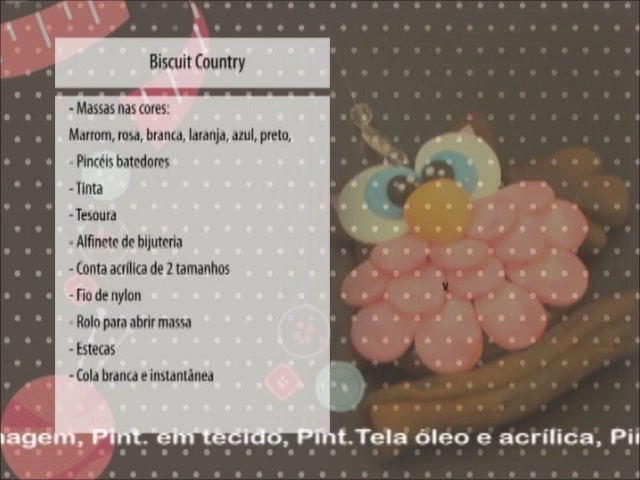 Biscuit Country
- Massas nas cores:
Marrom, rosa, branca, laranja, azul, preto,
- Pincéis batedores
- Tinta
- Tesoura
- Alfinete de bijuteria
- Conta acrílica de 2 tamanhos
- Fio de nylon
- Rolo para abrir massa
- Estecas
- Cola branca e instantânea
v
nagem, Pint. em tecido, Pint.Tela óleo e acrílica,